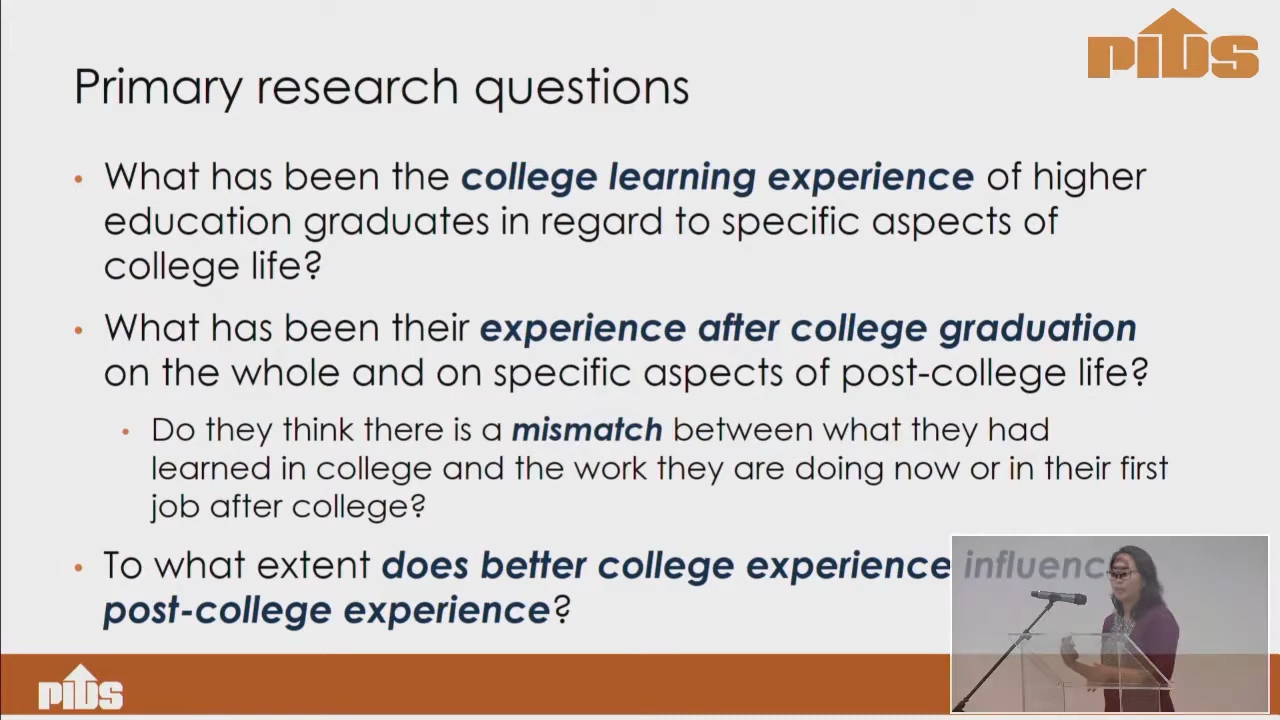 PIDS
Primary research questions
• What has been the college learning experience of higher
education graduates in regard to specific aspects of
college life?
• What has been their experience after college graduation
on the whole and on specific aspects of post-college life?
• Do they think there is a mismatch between what they had
learned in college and the work they are doing now or in their first
job after college?
• To what extent does better college experience influenc
post-college experience?
PIDS